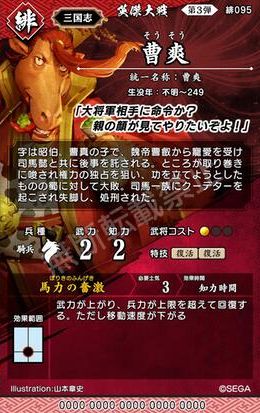 緋
三国志
英傑大戦
第3弾
緋095
そう そう
曹爽
統一名称：曹爽
生没年：不明～249
「大将軍相手に命令か？
親の顔が見てやりたいぞよ！」
字は昭伯。曹真の子で、魏帝曹叡から寵愛を受け
司馬懿と共に後事を託される。ところが取り巻き
に唆され権力の独占を狙い、功を立てようとした
ものの蜀に対して大敗。司馬一族にクーデターを
起こされ失脚し、処刑された。
兵種 武力 知力 武将コスト
騎兵 2 2
特技 復活 復活
ばりきのふんげき
馬力の奮激
必要士気 3
効果時間 知力時間
効果範囲
武力が上がり、兵力が上限を超えて回復す
る。ただし移動速度が下がる
Illustration：山本章史
©SEGA
0000-0000-0000-0000-0000